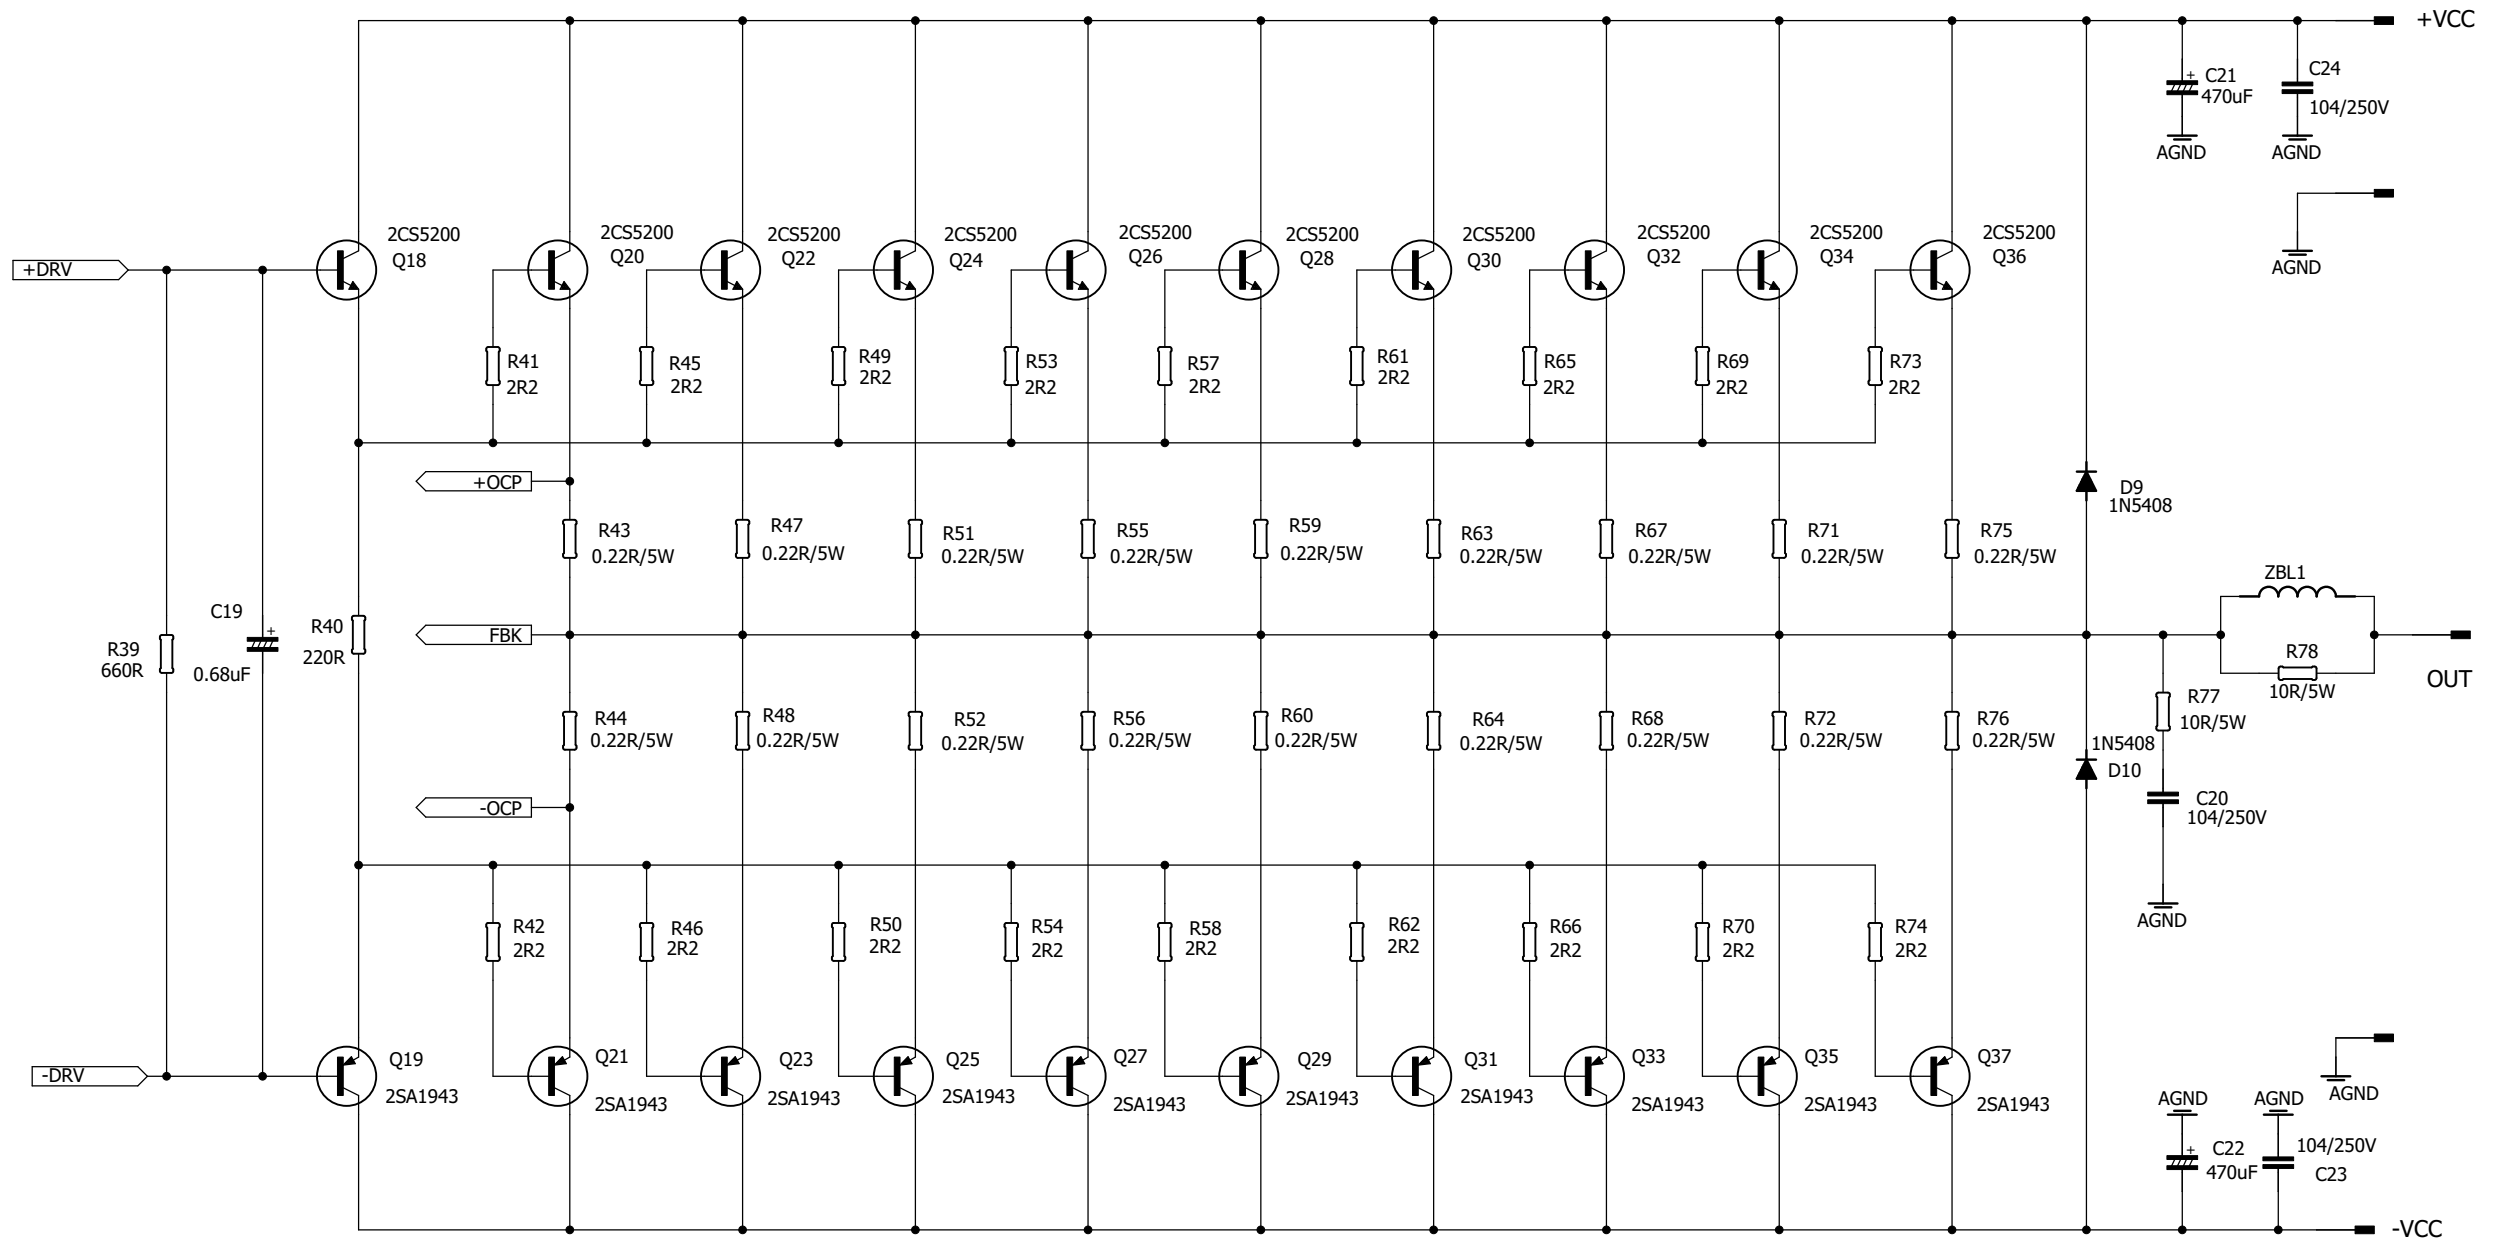 +VCC
C21
470uF
C24
104/250V
AGND
AGND
2CS5200
Q18
2CS5200
Q20
2CS5200
Q22
2CS5200
Q24
2CS5200
Q26
2CS5200
Q28
2CS5200
Q30
2CS5200
Q32
2CS5200
Q34
2CS5200
Q36
+DRV
AGND
R41
2R2
R45
2R2
R49
2R2
R53
2R2
R57
2R2
R61
2R2
R65
2R2
R69
2R2
R73
2R2
+OCP
D9
1N5408
R43
0.22R/5W
R47
0.22R/5W
R51
0.22R/5W
R55
0.22R/5W
R59
0.22R/5W
R63
0.22R/5W
R67
0.22R/5W
R71
0.22R/5W
R75
0.22R/5W
ZBL1
C19
0.68uF
R40
220R
FBK
R39
660R
R78
10R/5W
OUT
R77
10R/5W
R44
0.22R/5W
R48
0.22R/5W
R52
0.22R/5W
R56
0.22R/5W
R60
0.22R/5W
R64
0.22R/5W
R68
0.22R/5W
R72
0.22R/5W
R76
0.22R/5W
1N5408
D10
-OCP
C20
104/250V
AGND
R42
2R2
R46
2R2
R50
2R2
R54
2R2
R58
2R2
R62
2R2
R66
2R2
R70
2R2
R74
2R2
-DRV
Q19
2SA1943
Q21
2SA1943
Q23
2SA1943
Q25
2SA1943
Q27
2SA1943
Q29
2SA1943
Q31
2SA1943
Q33
2SA1943
Q35
2SA1943
Q37
2SA1943
AGND
AGND
AGND
C22
470uF
104/250V
C23
-VCC